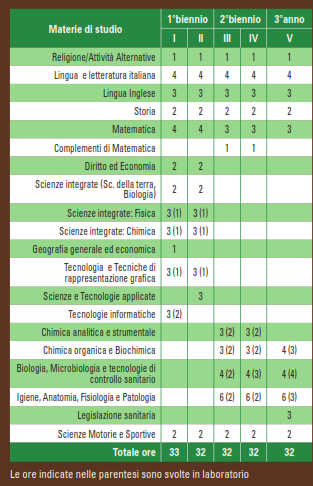 Materie di studio 1°biennio 2°biennio 3°anno
I II III IV V
Religione/Attività Alternative 1 1 1 1 1
Lingua e letteratura italiana 4 4 4 4 4
Lingua Inglese 3 3 3 3 3
Storia 2 2 2 2 2
Matematica 4 4 3 3 3
Complementi di Matematica 1 1
Diritto ed Economia 2 2
Scienze integrate (Sc. della terra,
Biologia) 2 2
Scienze integrate: Fisica 3 (1) 3 (1)
Scienze integrate: Chimica 3 (1) 3 (1)
Geografia generale ed economica 1
Tecnologia e Tecniche di
rappresentazione grafica 3 (1) 3 (1)
Scienze e Tecnologie applicate 3
Tecnologie informatiche 3 (2)
Chimica analitica e strumentale 3 (2) 3 (2)
Chimica organica e Biochimica 3 (2) 3 (2) 4 (3)
Biologia, Microbiologia e tecnologie di
controllo sanitario 4 (2) 4 (3) 4 (4)
Igiene, Anatomia, Fisiologia e Patologia 6 (2) 6 (2) 6 (3)
Legislazione sanitaria 3
Scienze Motorie e Sportive 2 2 2 2 2
Totale ore 33 32 32 32 32
Le ore indicate nelle parentesi sono svolte in laboratorio